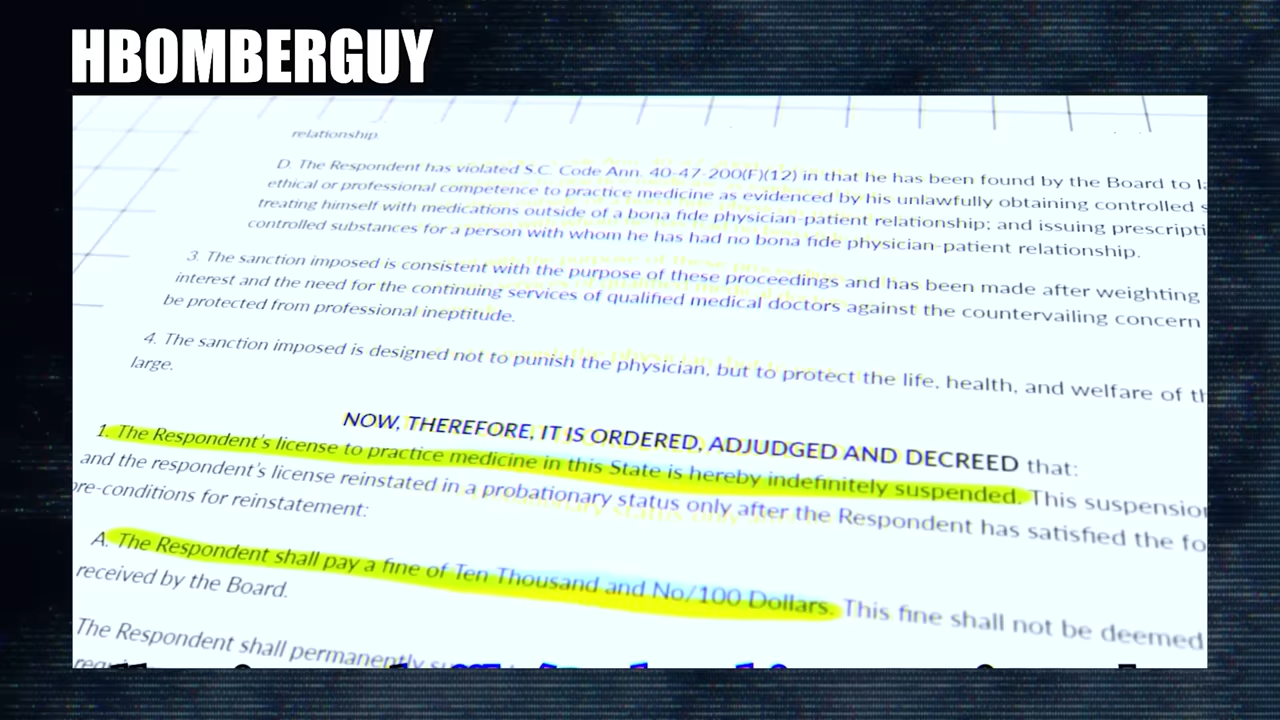 HBOMBERGUY
relationship.
D. The Respondent has violated S.C. Code Ann. 40-47-200(F)(12) in that he has been found by the Board to
ethical or professional competence to practice medicine as evidenced by his unlawfully obtaining controlled
treating himself with medications outside of a bona fide physician-patient relationship; and issuing prescripti
controlled substances for a person with whom he has had no bona fide physician-patient relationship.
3. The sanction imposed is consistent with the purpose of these proceedings and has been made after weighting
interest and the need for the continuing services of qualified medical doctors against the countervailing concern
be protected from professional ineptitude.
4. The sanction imposed is designed not to punish the physician, but to protect the life, health, and welfare of th
large.
NOW, THEREFORE, IT IS ORDERED, ADJUDGED AND DECREED that:
1. The Respondent's license to practice medicine in this State is hereby indefinitely suspended. This suspension
and the respondent's license reinstated in a probationary status only after the Respondent has satisfied the fo
pre-conditions for reinstatement:
A. The Respondent shall pay a fine of Ten Thousand and No/100 Dollars. This fine shall not be deemed
received by the Board.
The Respondent shall permanently